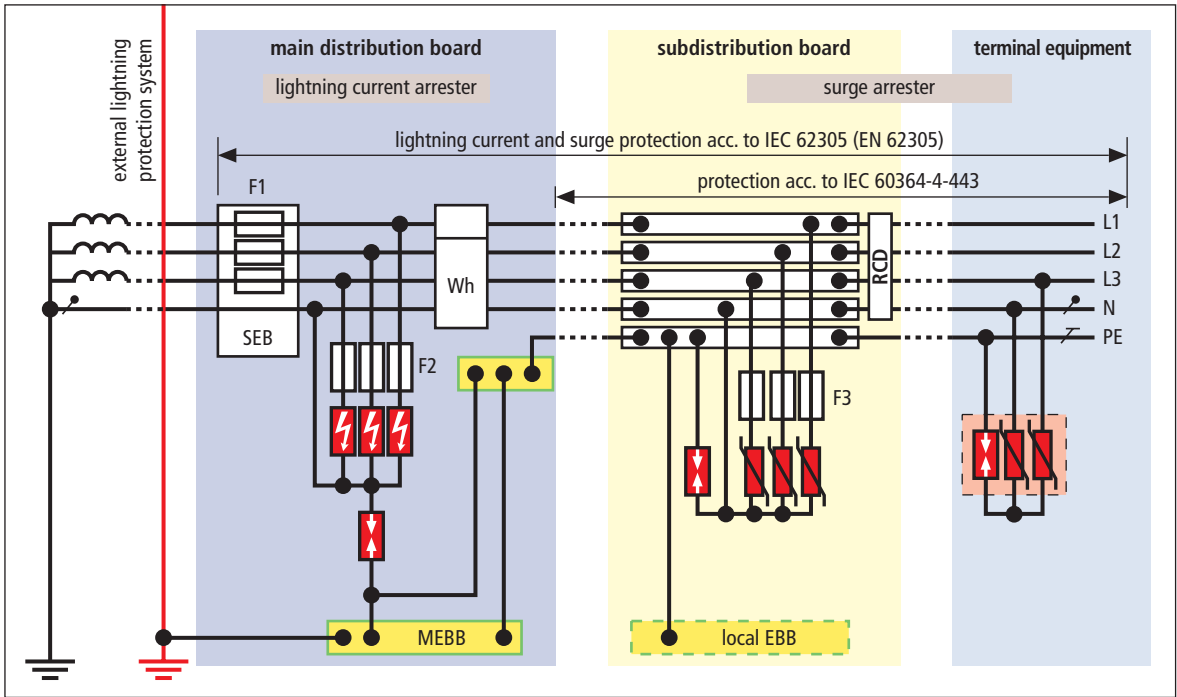 external lightning
protection system
main distribution board
subdistribution board
terminal equipment
lightning current arrester
surge arrester
lightning current and surge protection acc. to IEC 62305 (EN 62305)
protection acc. to IEC 60364-4-443
F1
L1
L2
RCD
L3
Wh
N
SEB
PE
F2
F3
MEBB
local EBB